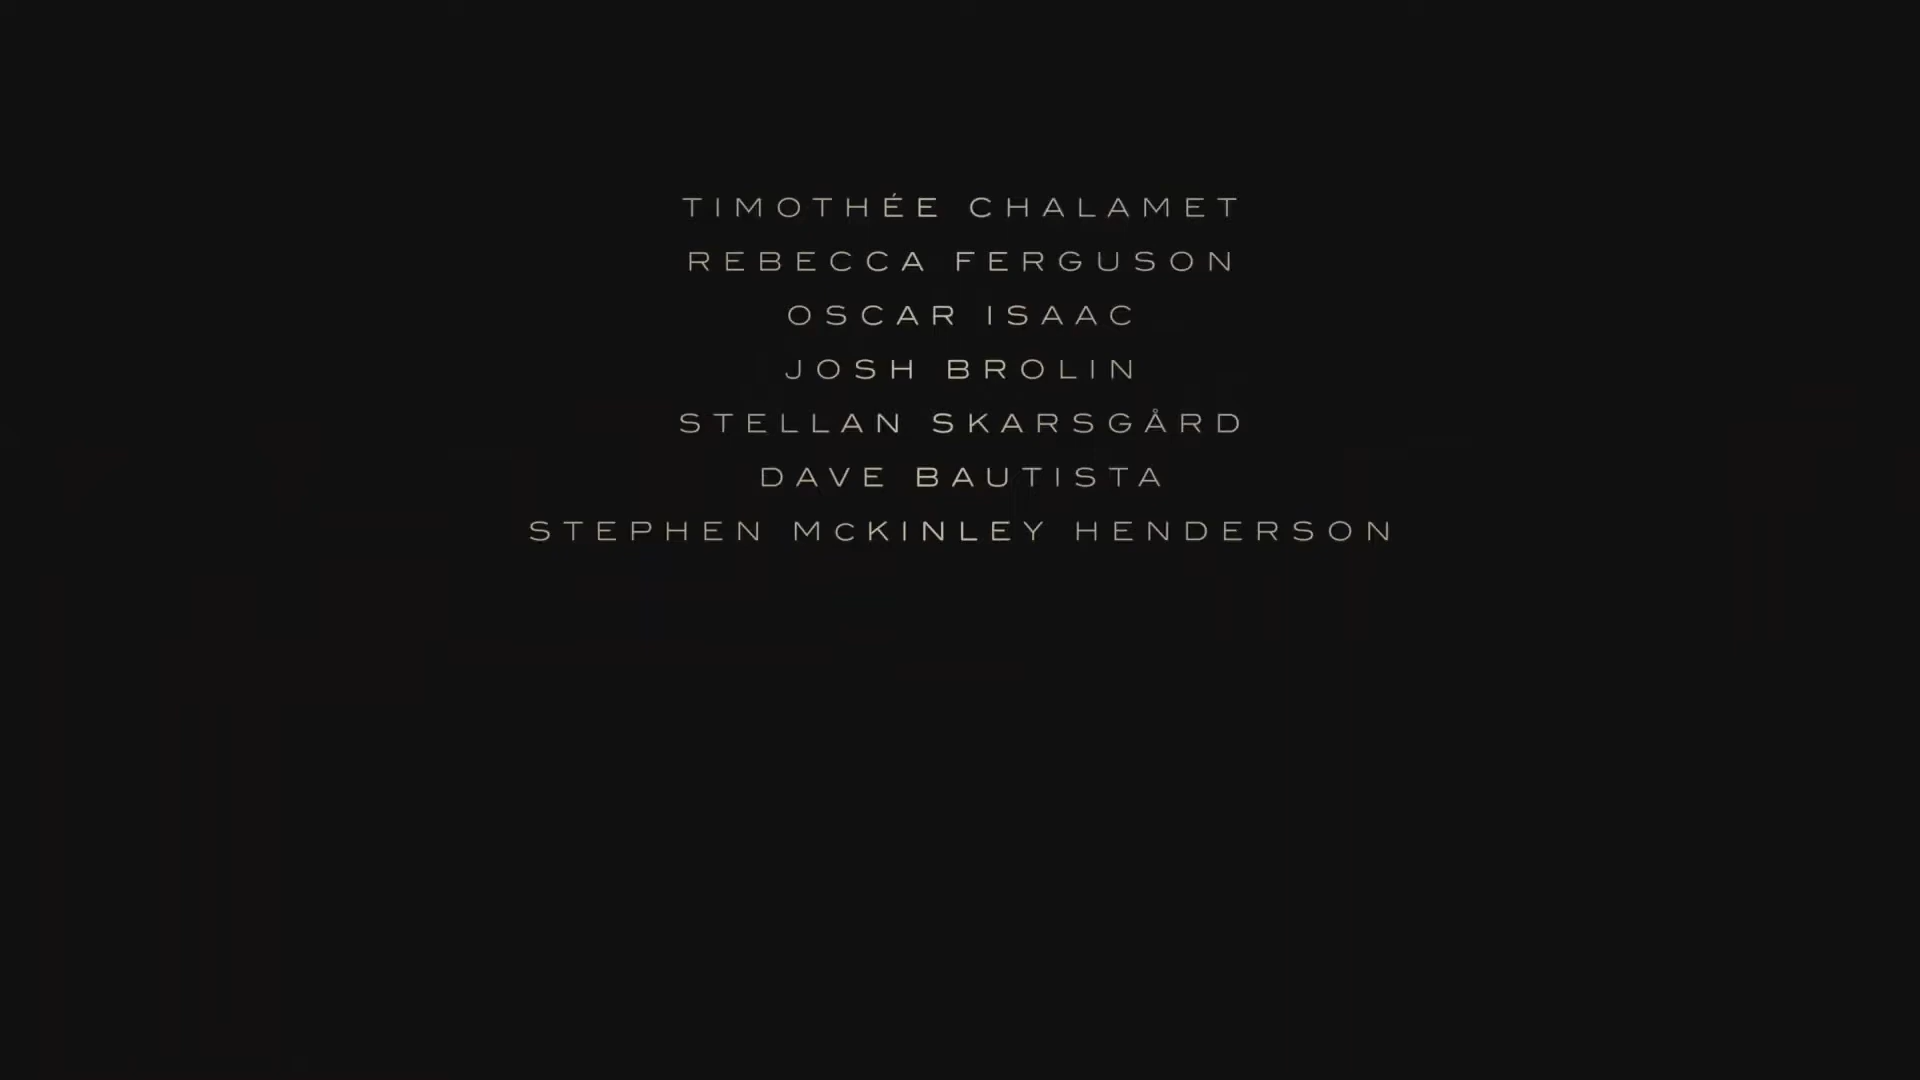 TIMOTHÉE CHALAMET
REBECCA FERGUSON
OSCAR ISAAC
JOSH BROLIN
STELLAN SKARSGÅRD
DAVE BAUTISTA
STEPHEN McKINLEY HENDERSON